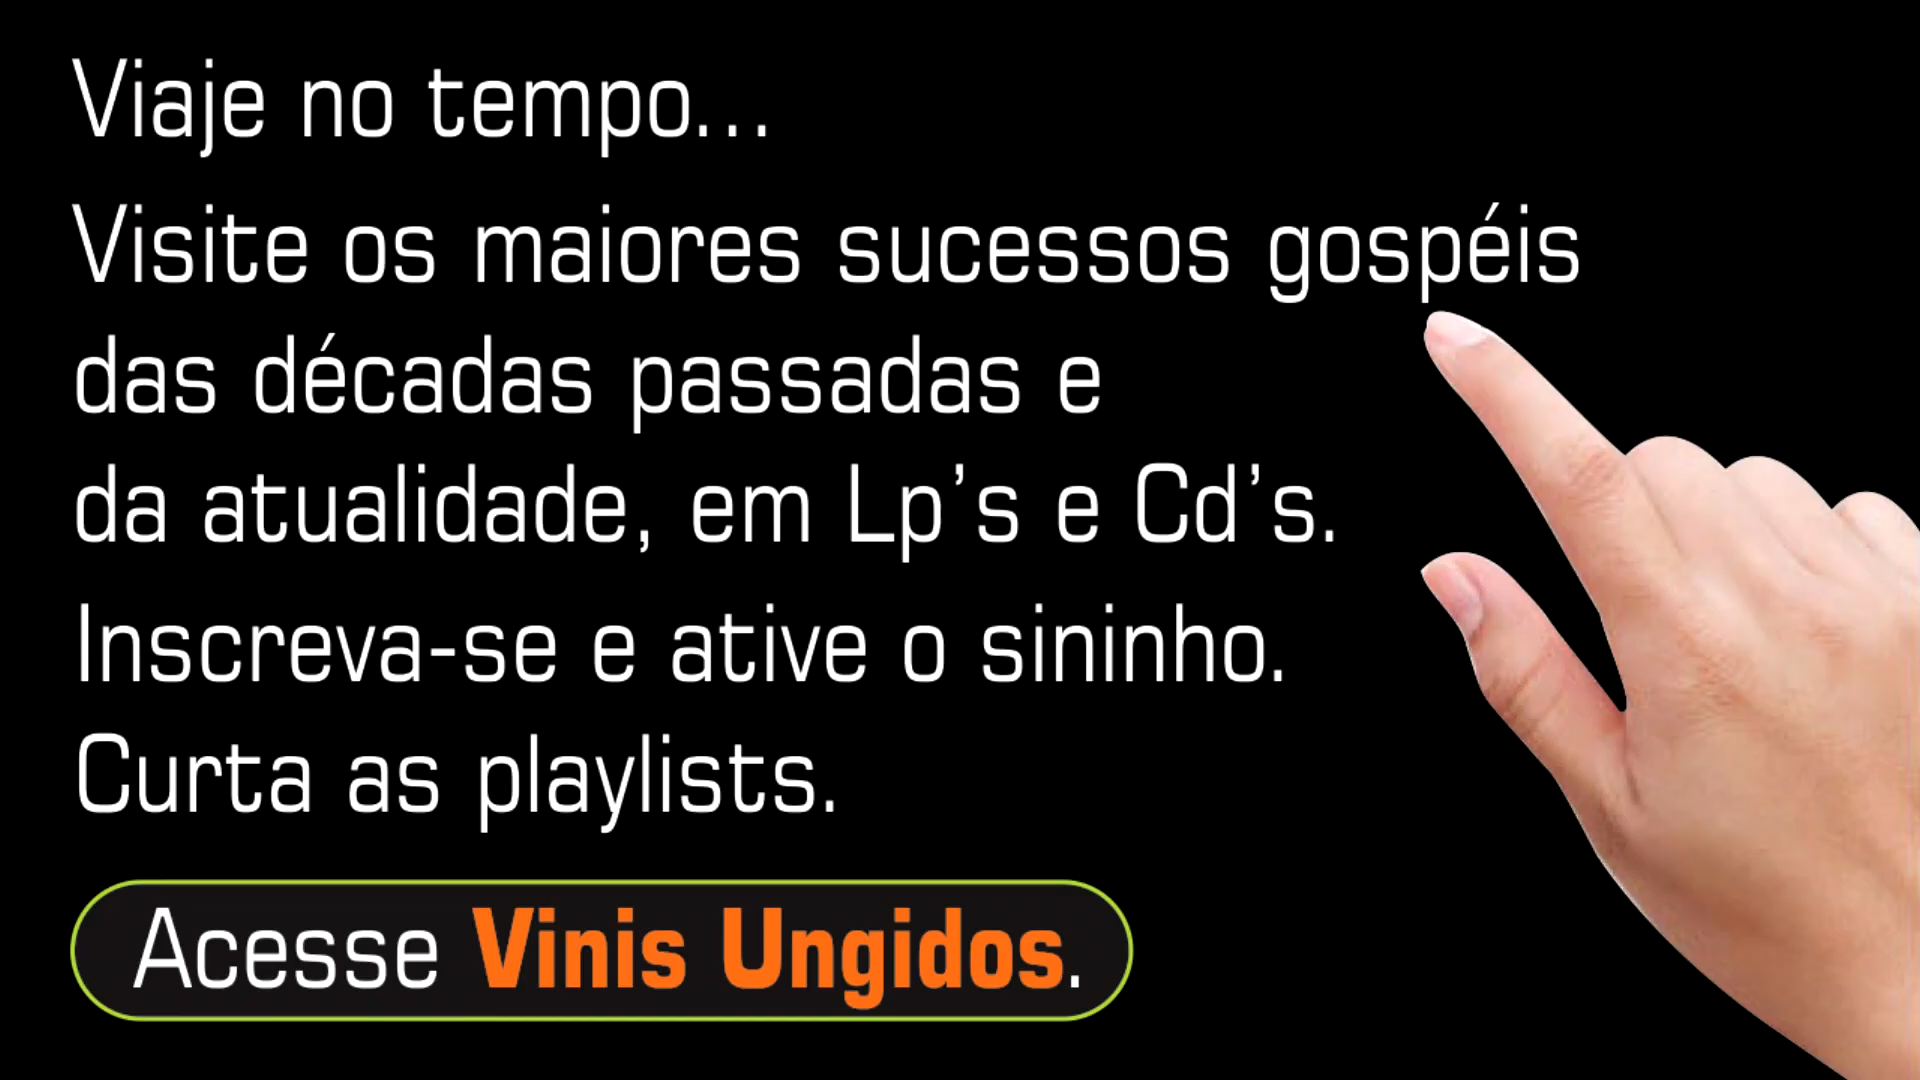 Viaje no tempo...
Visite os maiores sucessos gospéis
das décadas passadas e
da atualidade, em Lp’s e Cd’s.
Inscreva-se e ative o sininho.
Curta as playlists.
Acesse Vinis Ungidos.